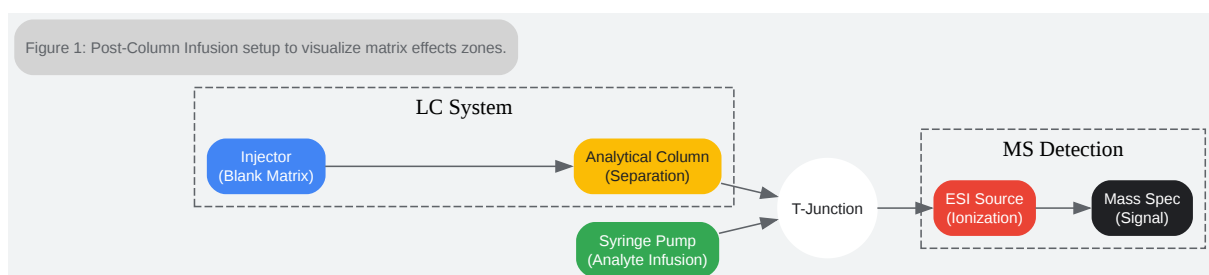 Figure 1: Post-Column Infusion setup to visualize matrix effects zones.
LC System
Injector
(Blank Matrix)
Analytical Column
(Separation)
Syringe Pump
(Analyte Infusion)
T-Junction
MS Detection
ESI Source
(Ionization)
Mass Spec
(Signal)